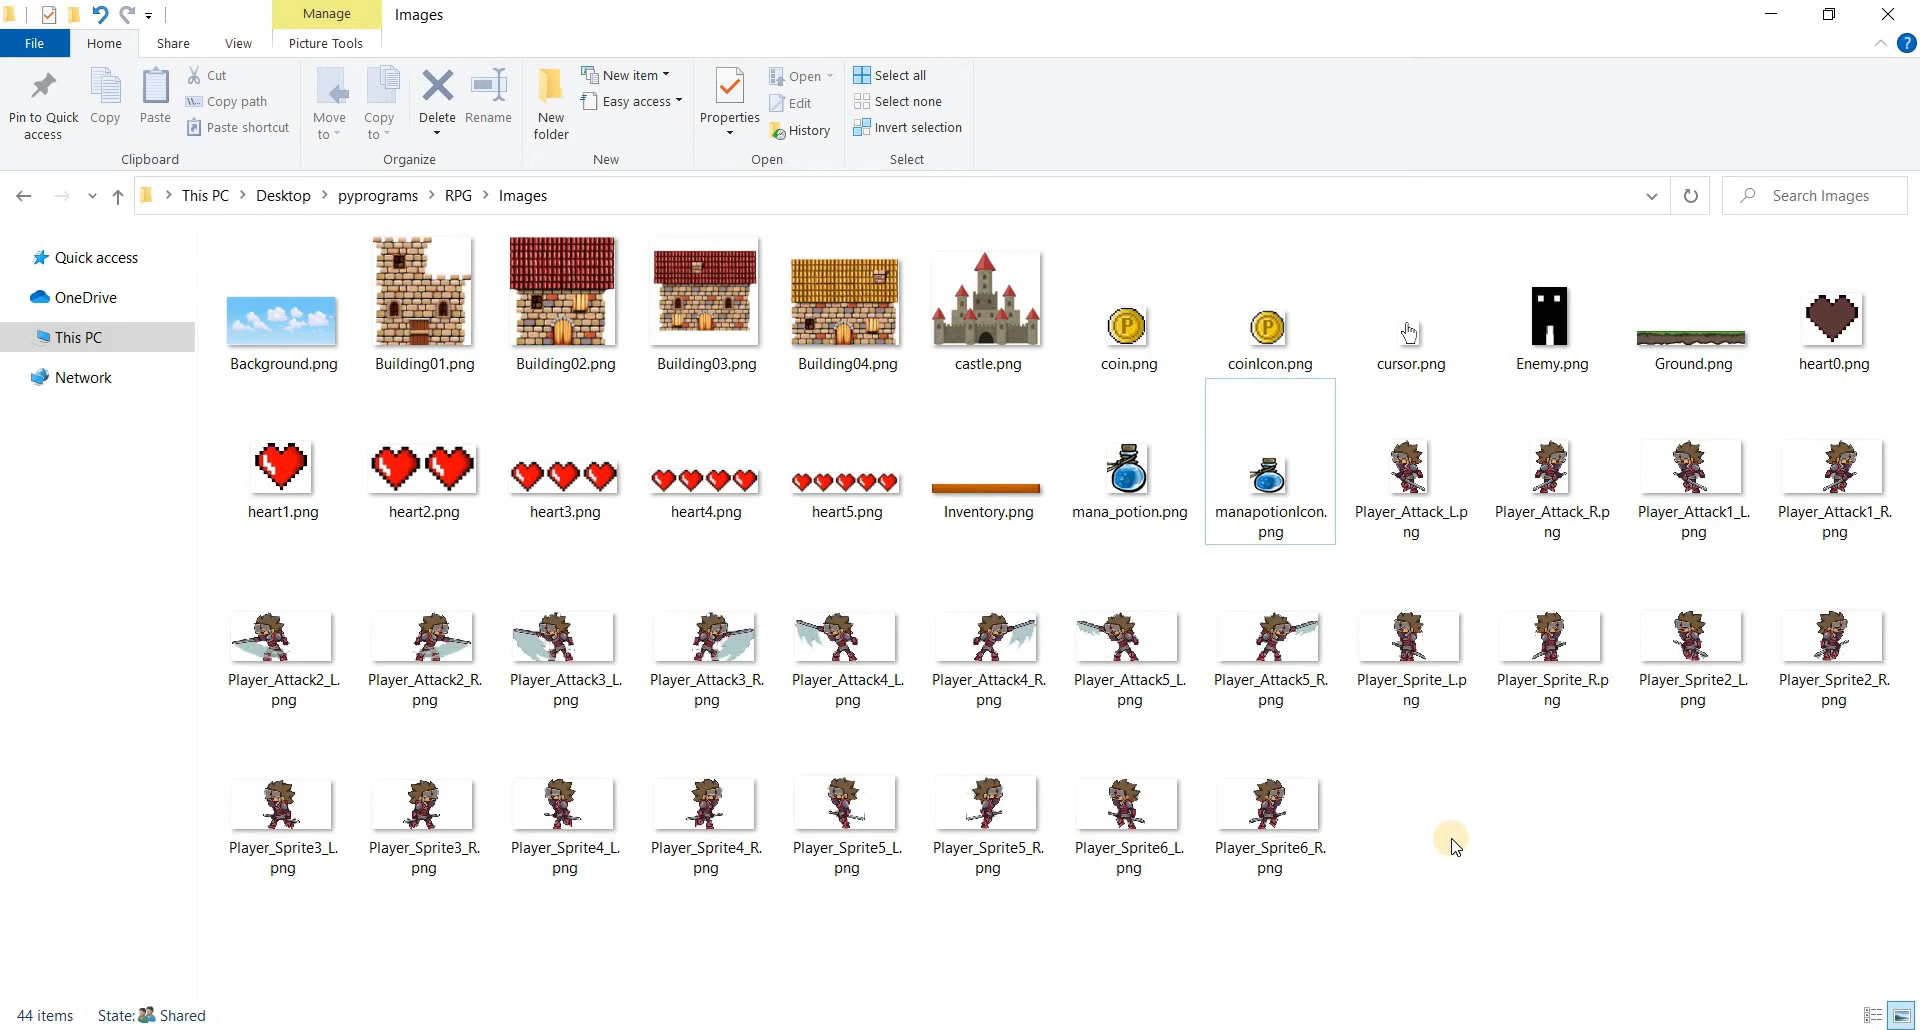 Manage
Images
File
Home
Share
View
Picture Tools
Pin to Quick
access
Copy
Paste
Cut
Copy path
Paste shortcut
Clipboard
Move
to
Copy
to
Delete
Rename
Organize
New
folder
New item
Easy access
New
Properties
Open
Edit
History
Open
Select all
Select none
Invert selection
Select
This PC
Desktop
pyprograms
RPG
Images
Search Images
Quick access
OneDrive
This PC
Network
Background.png
Building01.png
Building02.png
Building03.png
Building04.png
castle.png
coin.png
coinIcon.png
cursor.png
Enemy.png
Ground.png
heart0.png
heart1.png
heart2.png
heart3.png
heart4.png
heart5.png
Inventory.png
mana_potion.png
manapotionIcon.
png
Player_Attack_L.p
ng
Player_Attack_R.p
ng
Player_Attack1_L.
png
Player_Attack1_R.
png
Player_Attack2_L.
png
Player_Attack2_R.
png
Player_Attack3_L.
png
Player_Attack3_R.
png
Player_Attack4_L.
png
Player_Attack4_R.
png
Player_Attack5_L.
png
Player_Attack5_R.
png
Player_Sprite_L.p
ng
Player_Sprite_R.p
ng
Player_Sprite2_L.
png
Player_Sprite2_R.
png
Player_Sprite3_L.
png
Player_Sprite3_R.
png
Player_Sprite4_L.
png
Player_Sprite4_R.
png
Player_Sprite5_L.
png
Player_Sprite5_R.
png
Player_Sprite6_L.
png
Player_Sprite6_R.
png
44 items
State: Shared